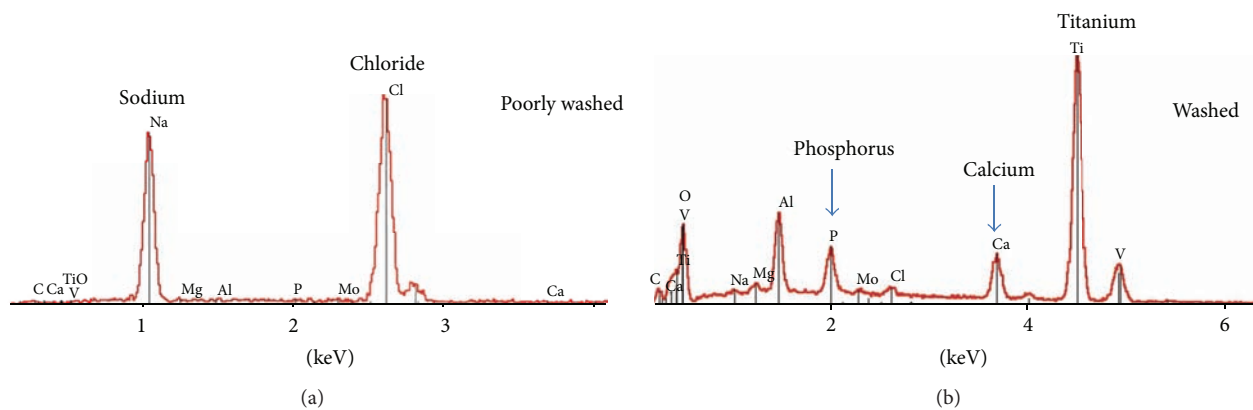 Chloride
Cl
Sodium
Na
Poorly washed
C Ca TiO V Mg Al P Mo Ca
1 2 3
(keV)
(a)
Titanium
Ti
Washed
Phosphorus
Calcium
O
V
Al
P
Ca
V
Ti
C Ca Na Mg Mo Cl
2 4 6
(keV)
(b)